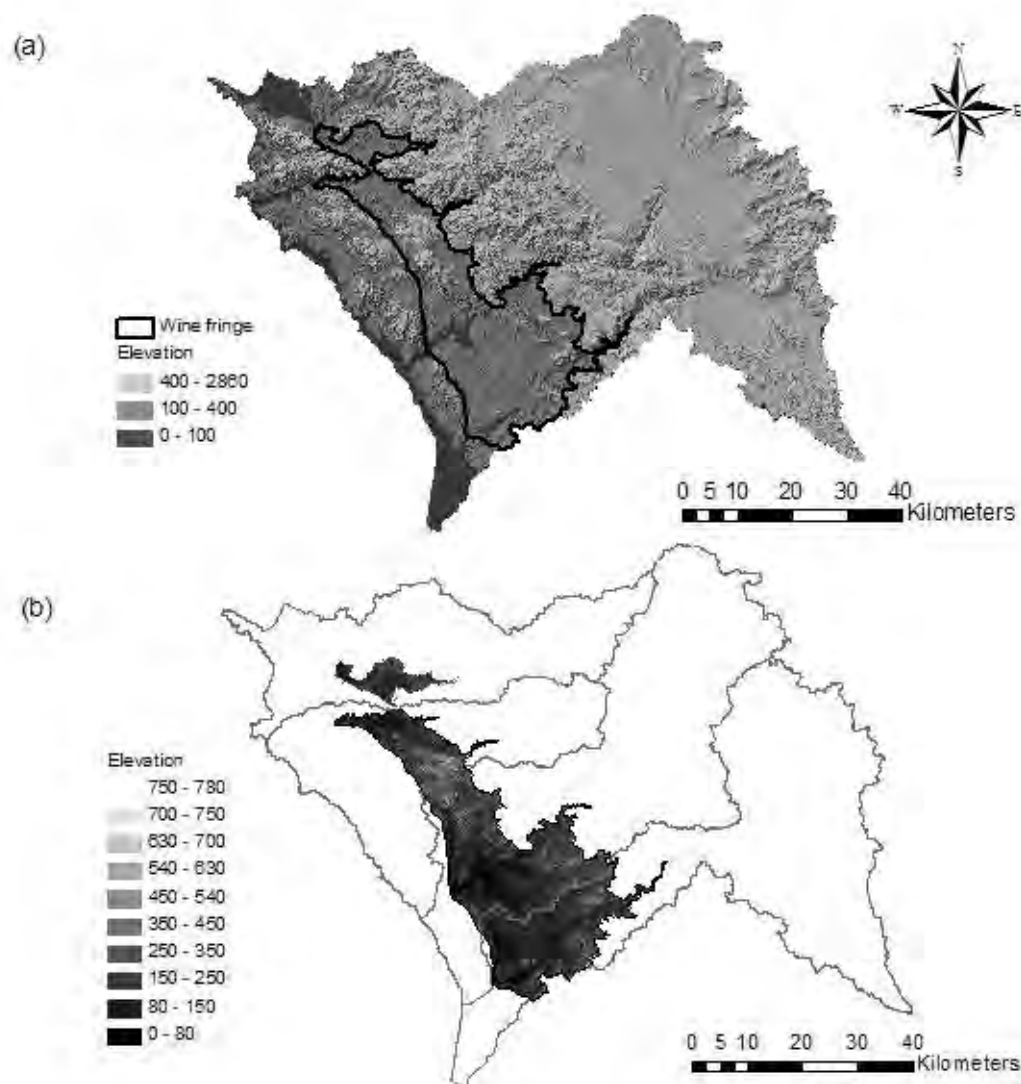 (a)
N
W E
S
Wine fringe
Elevation
400 - 2860
100 - 400
0 - 100
0 5 10 20 30 40
Kilometers
(b)
Elevation
750 - 780
700 - 750
630 - 700
540 - 630
450 - 540
350 - 450
250 - 350
150 - 250
80 - 150
0 - 80
0 5 10 20 30 40
Kilometers